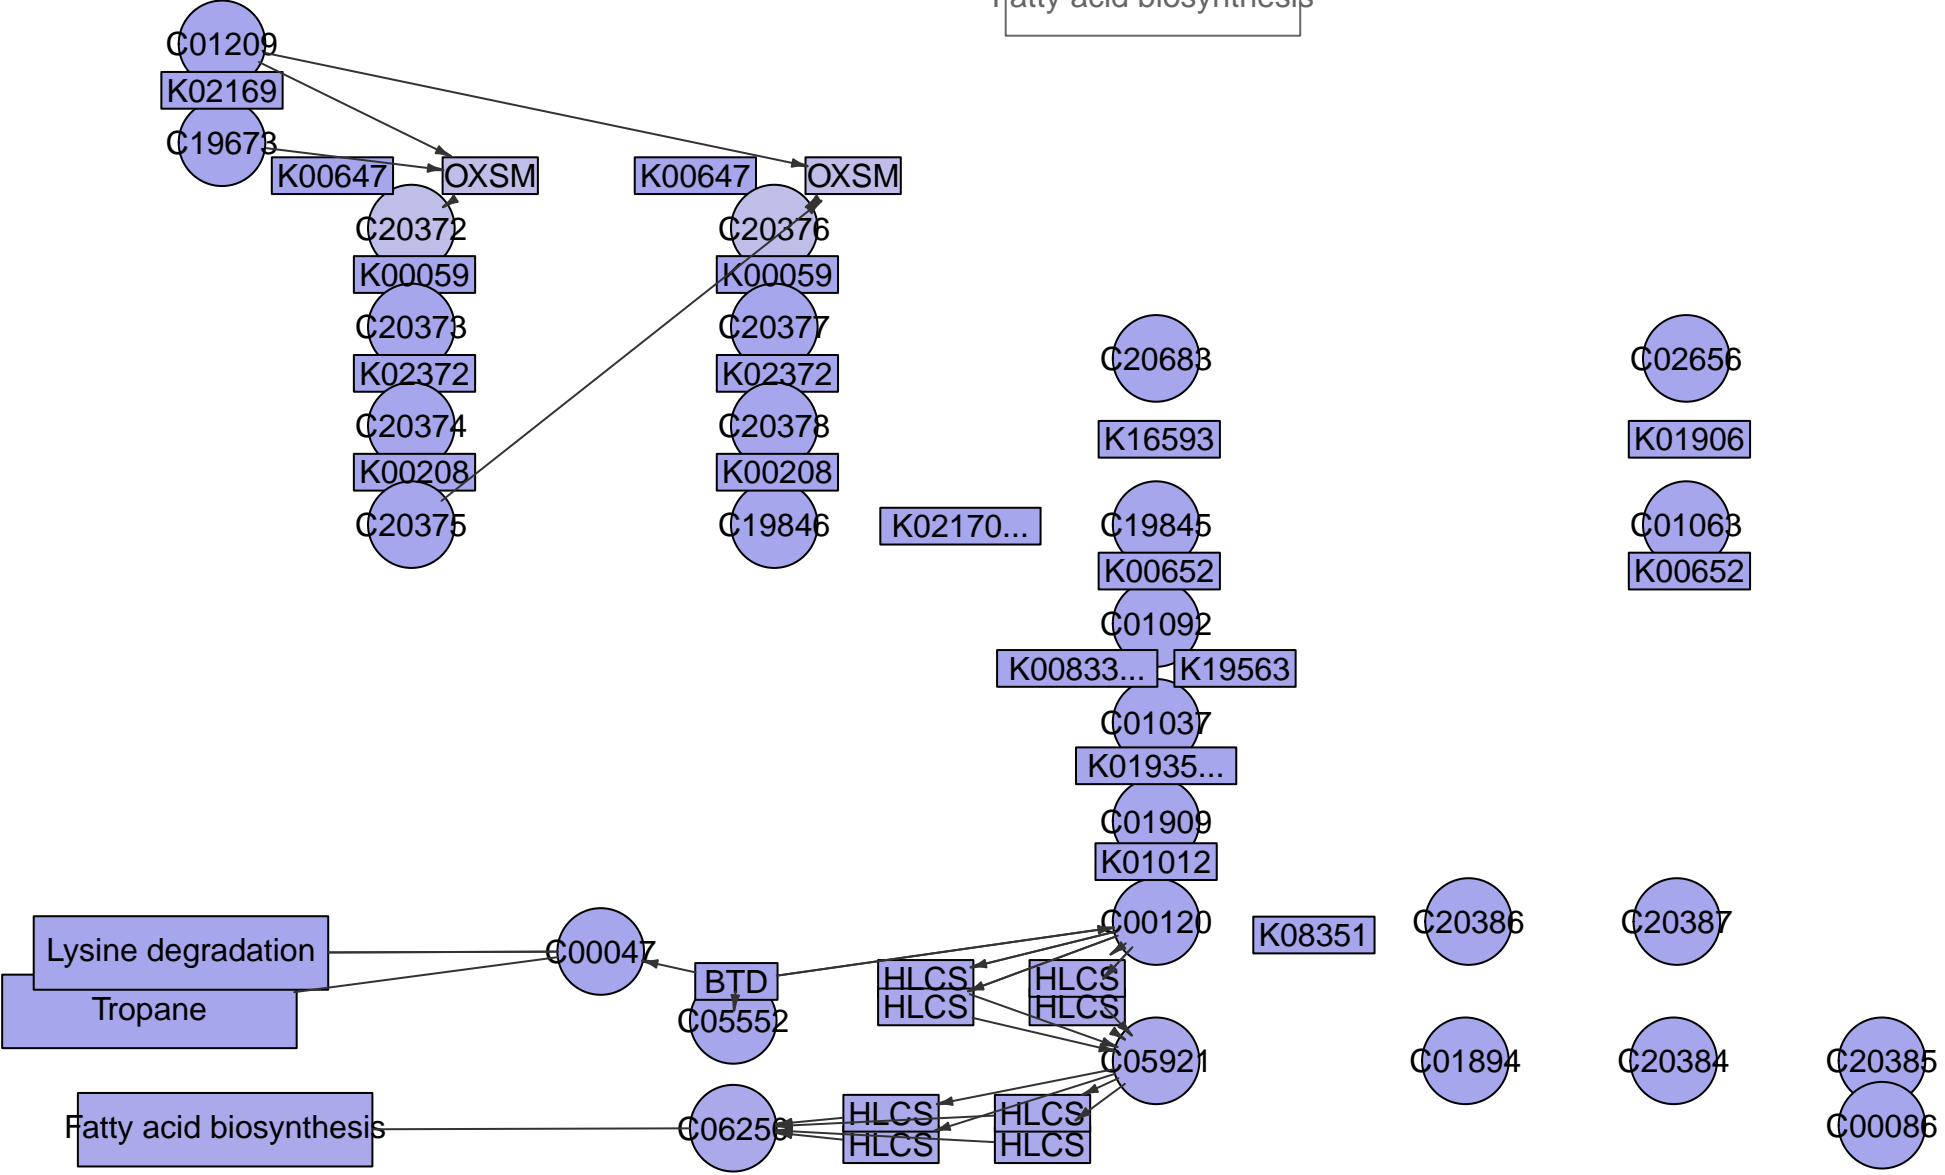 Fatty acid biosynthesis
C01209
K02169
C19673
K00647
OXSM
K00647
OXSM
C20372
C20376
K00059
K00059
C20373
C20377
C20683
C02656
K02372
K02372
C20374
C20378
K16593
K01906
K00208
K00208
C20375
C19846
K02170...
C19845
C01063
K00652
K00652
C01092
K00833...
K19563
C01037
K01935...
C01909
K01012
C00120
K08351
C20386
C20387
Lysine degradation
C00047
BTD
HLCS
HLCS
Tropane
HLCS
HLCS
C05552
C05921
C01894
C20384
C20385
Fatty acid biosynthesis
C06250
HLCS
HLCS
C00086
HLCS
HLCS